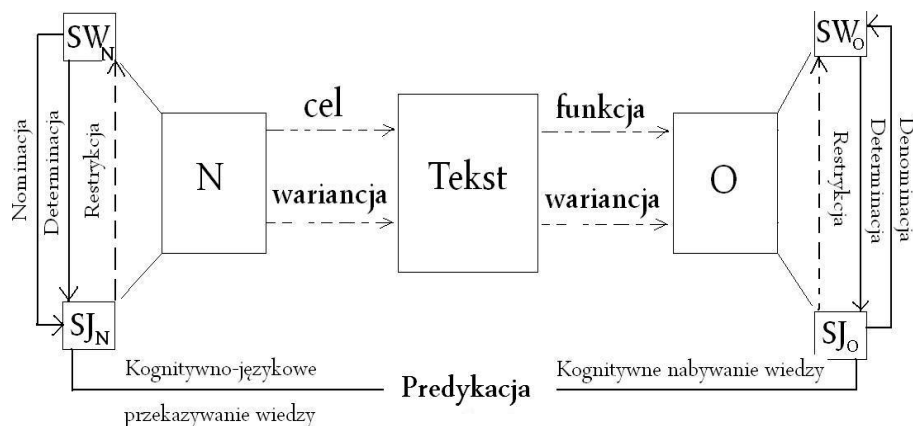 SW_N
SW_O
Nominacja
Determinacja
Restrykcja
N
cel
wariancja
Tekst
funkcja
wariancja
O
Restrykcja
Determinacja
Denominacja
SJ_N
SJ_O
Kognitywno-językowe
przekazywanie wiedzy
Predykacja
Kognitywne nabywanie wiedzy